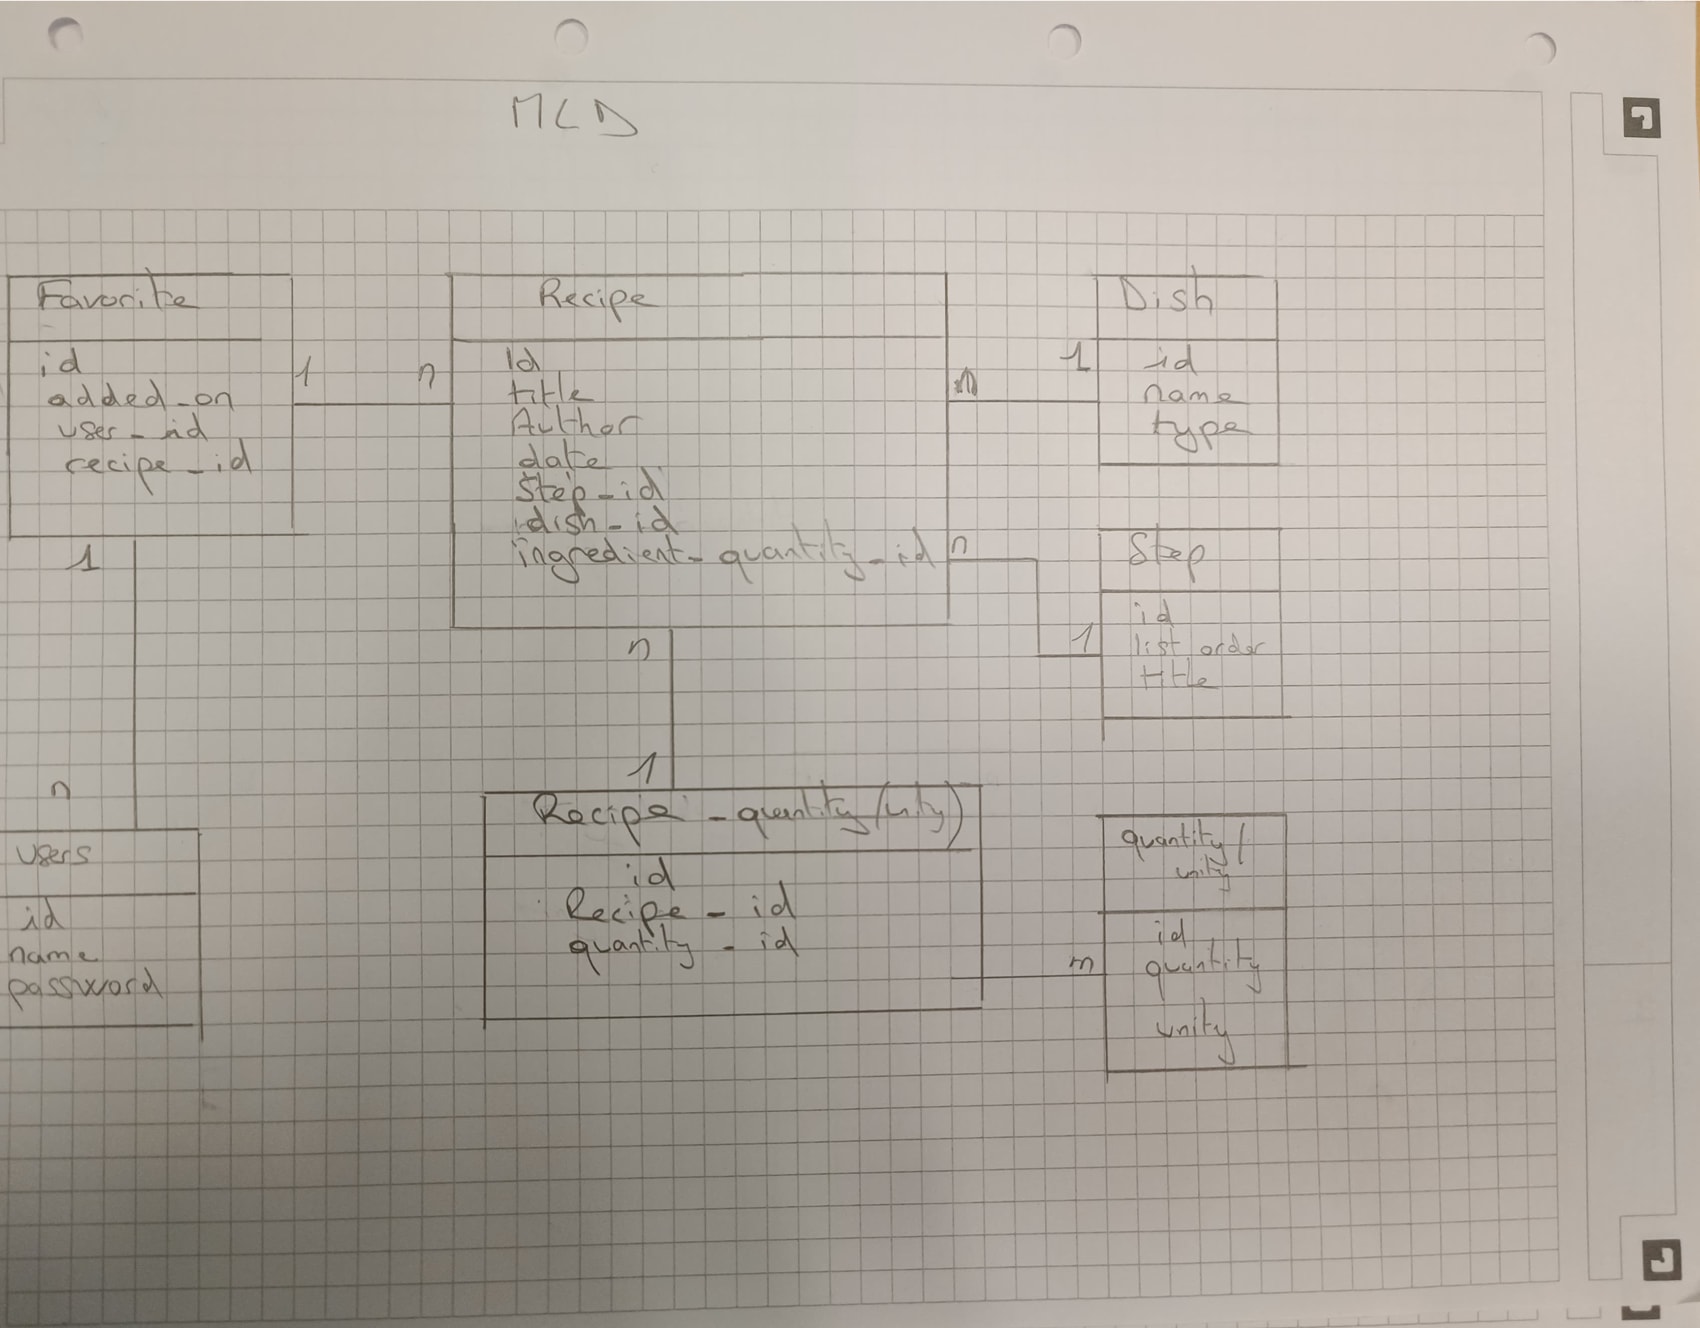 MCD
Favorite
id
added_on
user_id
recipe_id
1
n
Recipe
Id
title
Author
date
Step_id
dish_id
ingredient_quantity_id
n
1
Dish
id
name
type
n
1
Step
id
list order
title
1
n
users
id
name
password
n
1
Recipe_quantity/unity)
id
Recipe_id
quantity_id
n
quantity/
unity
id
quantity
unity